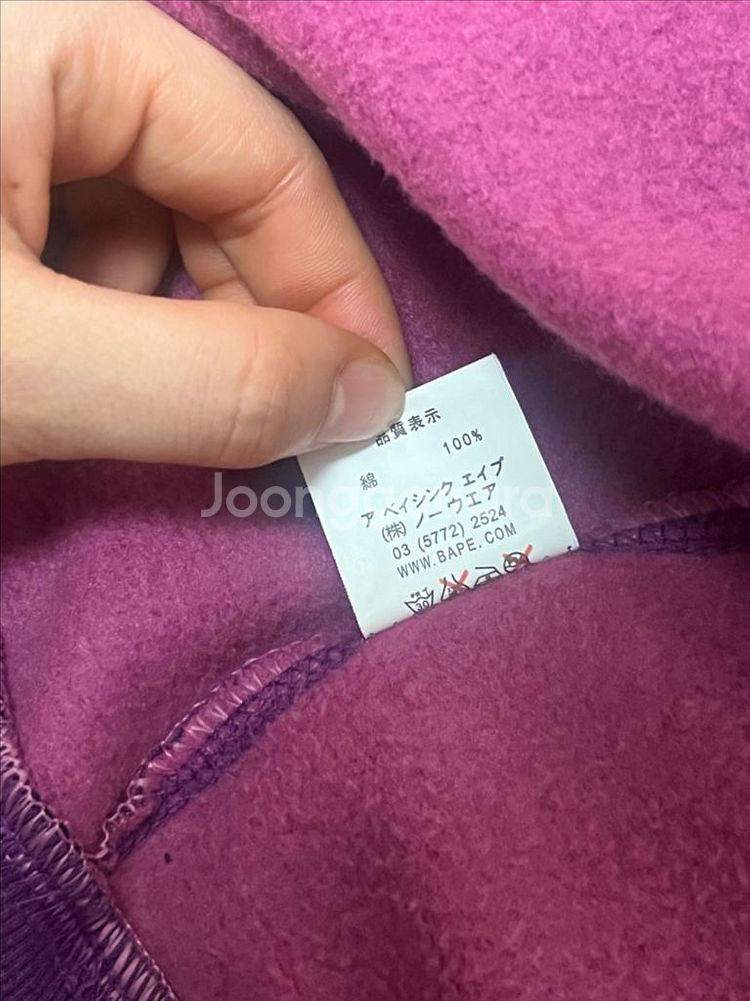 品質表示
100%
綿
ア ベイシング エイプ
(株) ノーウエア
03 (5772) 2524
WWW.BAPE.COM
30